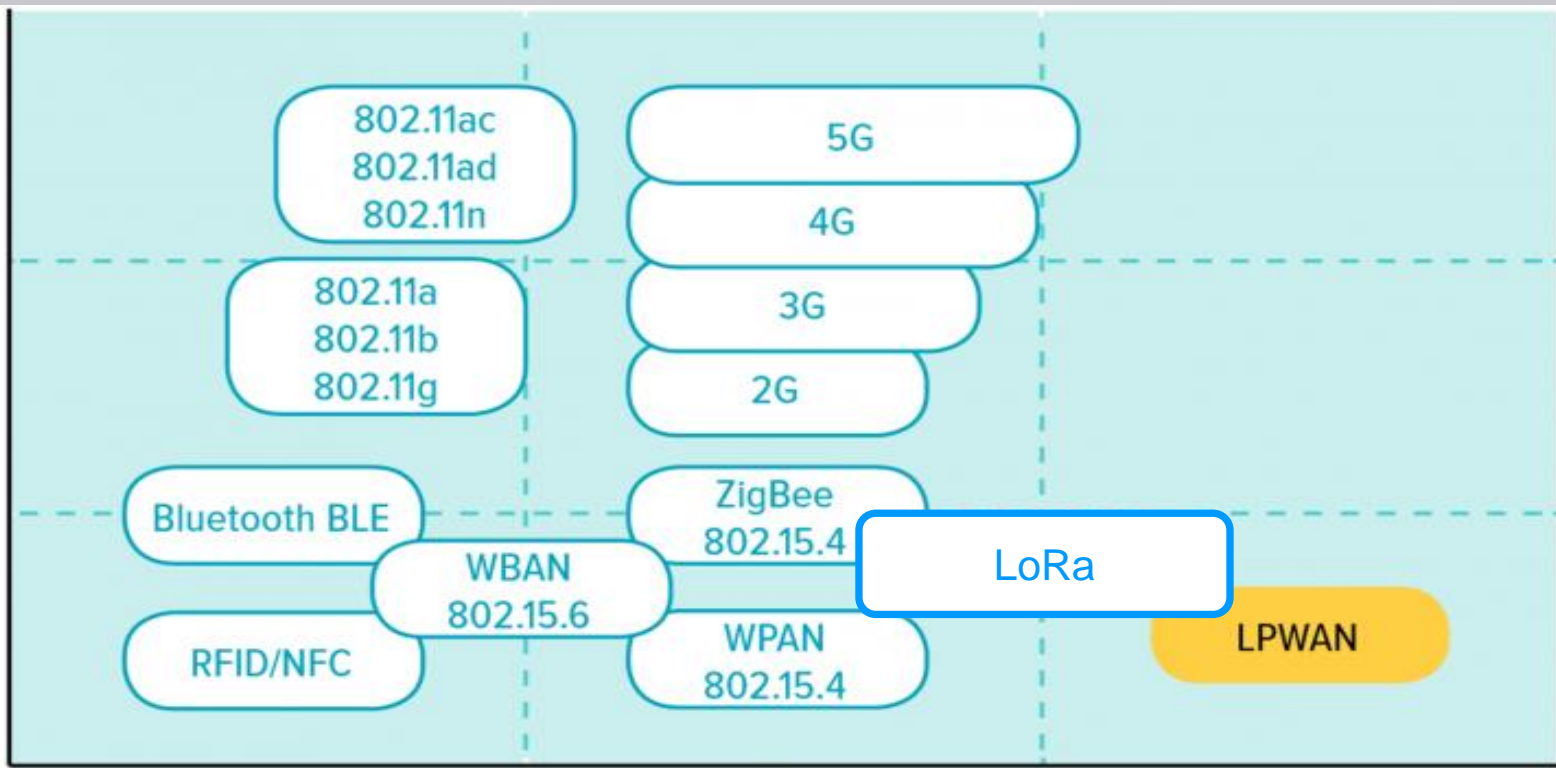 802.11ac
802.11ad
802.11n
5G
4G
802.11a
802.11b
802.11g
3G
2G
Bluetooth BLE
ZigBee
802.15.4
LoRa
WBAN
802.15.6
RFID/NFC
WPAN
802.15.4
LPWAN